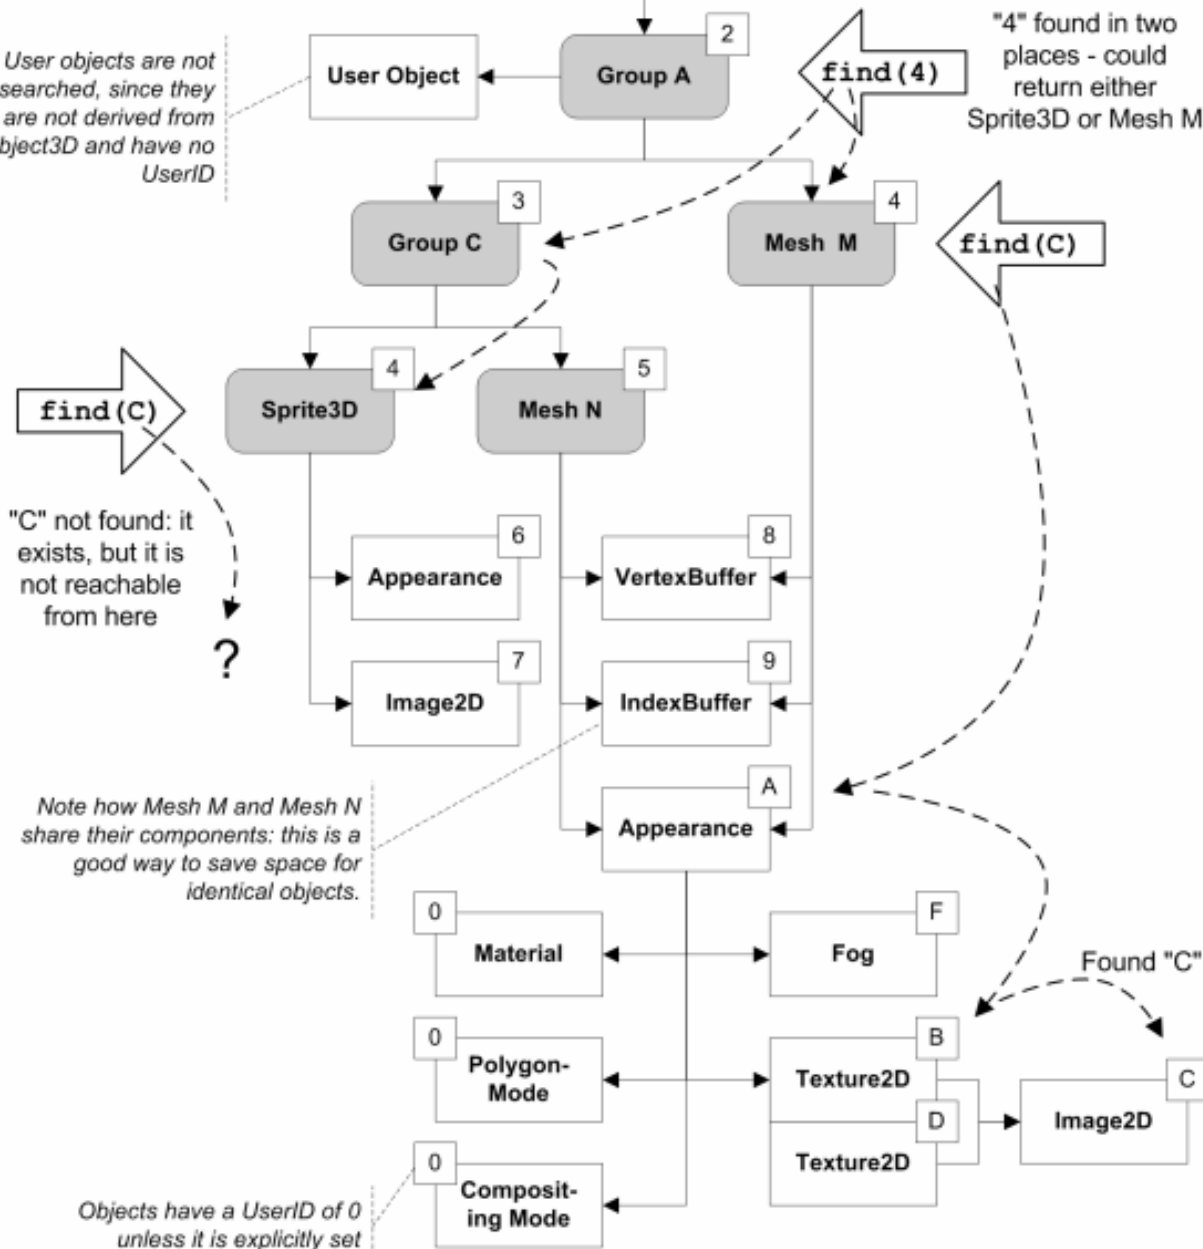 2
User Object
Group A
find(4)
"4" found in two
places - could
return either
Sprite3D or Mesh M
User objects are not
searched, since they
are not derived from
bject3D and have no
UserID
3
Group C
4
Mesh M
find(C)
4
Sprite3D
5
Mesh N
find(C)
"C" not found: it
exists, but it is
not reachable
from here
?
6
Appearance
8
VertexBuffer
7
Image2D
9
IndexBuffer
A
Appearance
Note how Mesh M and Mesh N
share their components: this is a
good way to save space for
identical objects.
0
Material
F
Fog
Found "C"
0
Polygon-
Mode
B
Texture2D
D
Texture2D
C
Image2D
0
Composit-
ing Mode
Objects have a UserID of 0
unless it is explicitly set